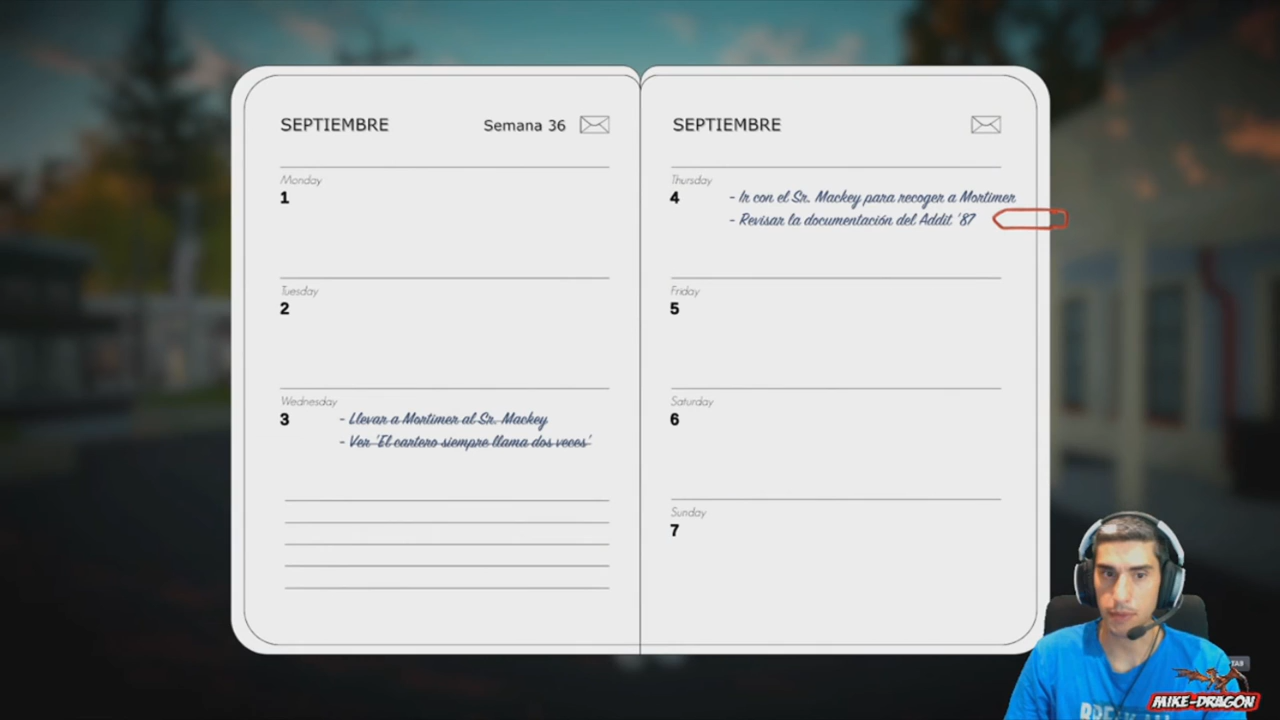 SEPTIEMBRE Semana 36
Monday
1
Tuesday
2
Wednesday
3
- Llevar a Mortimer al Sr. Mackey
- Ver 'El cartero siempre llama dos veces'
SEPTIEMBRE
Thursday
4
- Ir con el Sr. Mackey para recoger a Mortimer
- Revisar la documentación del Addit '87
Friday
5
Saturday
6
Sunday
7
TAB
MIKE-DRAGON